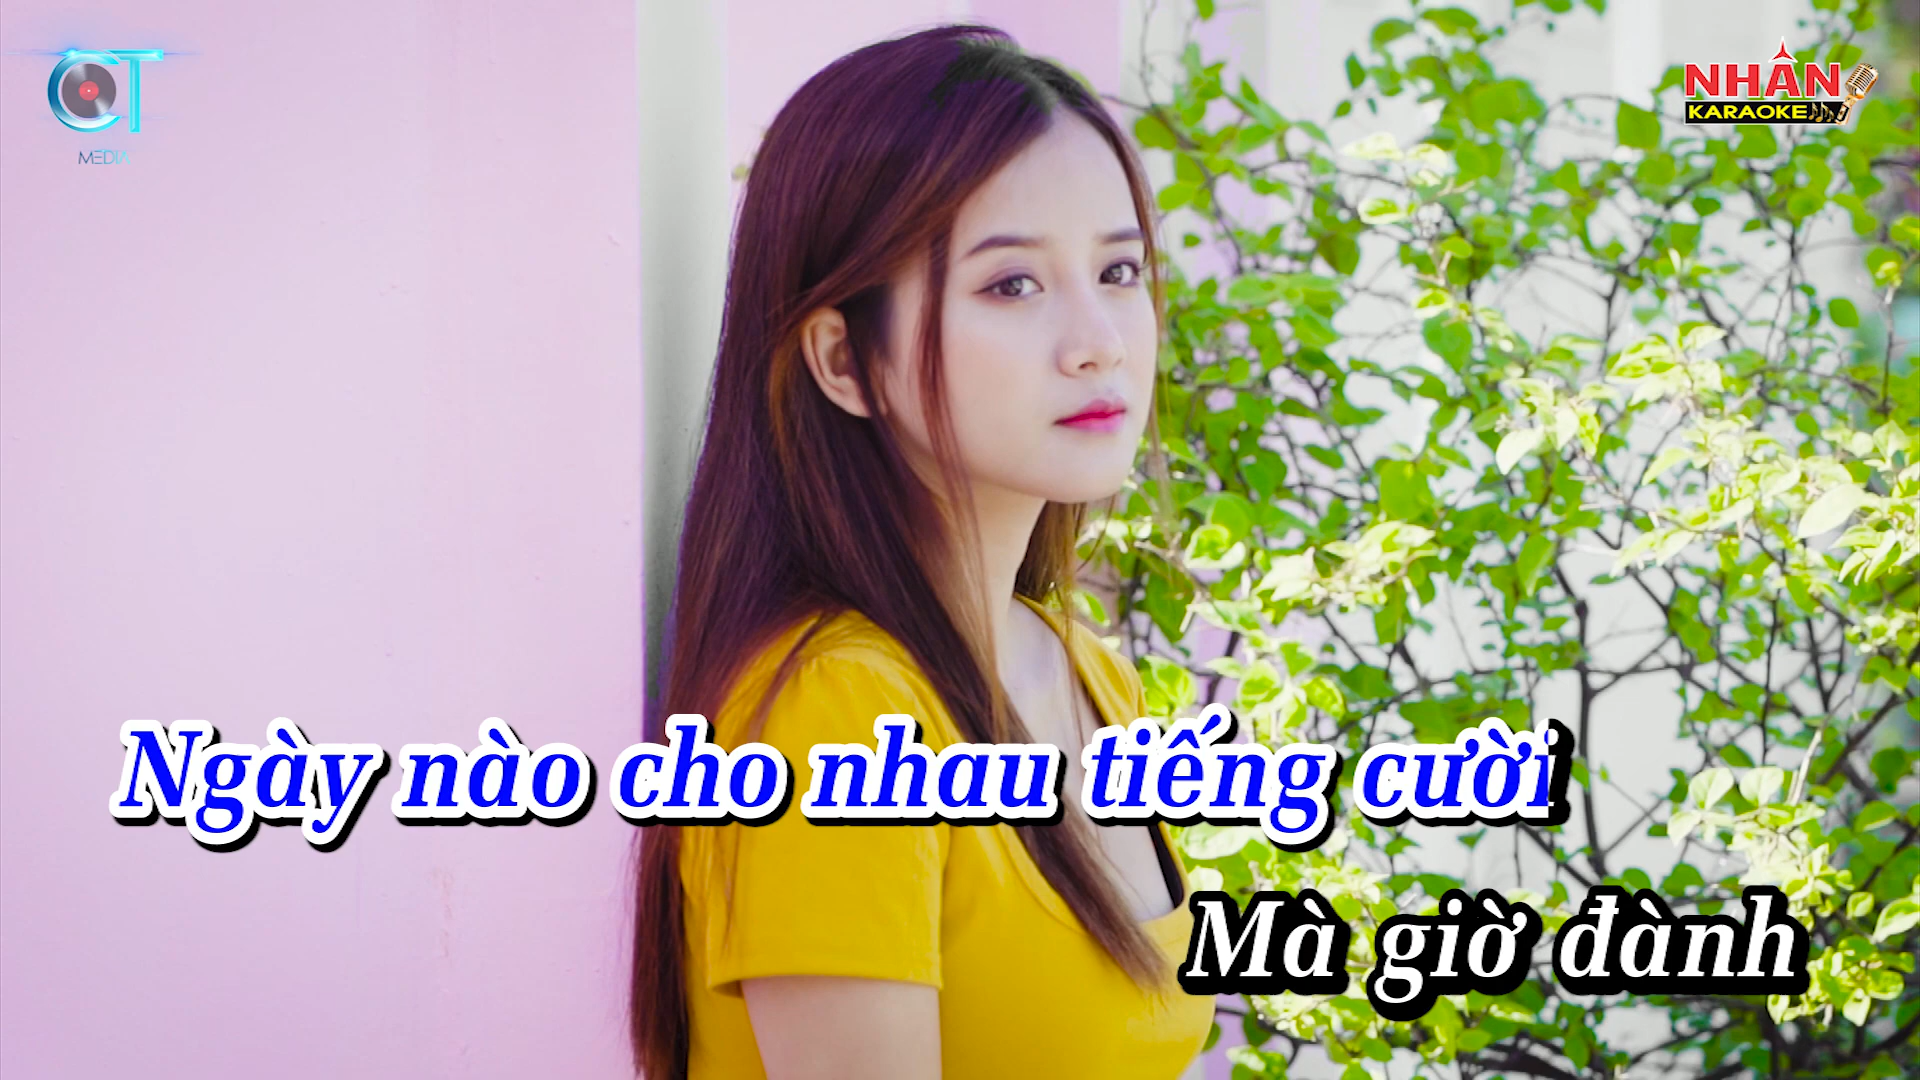 CT
MEDIA
NHÂN
KARAOKE
Ngày nào cho nhau tiếng cười
Mà giờ đành